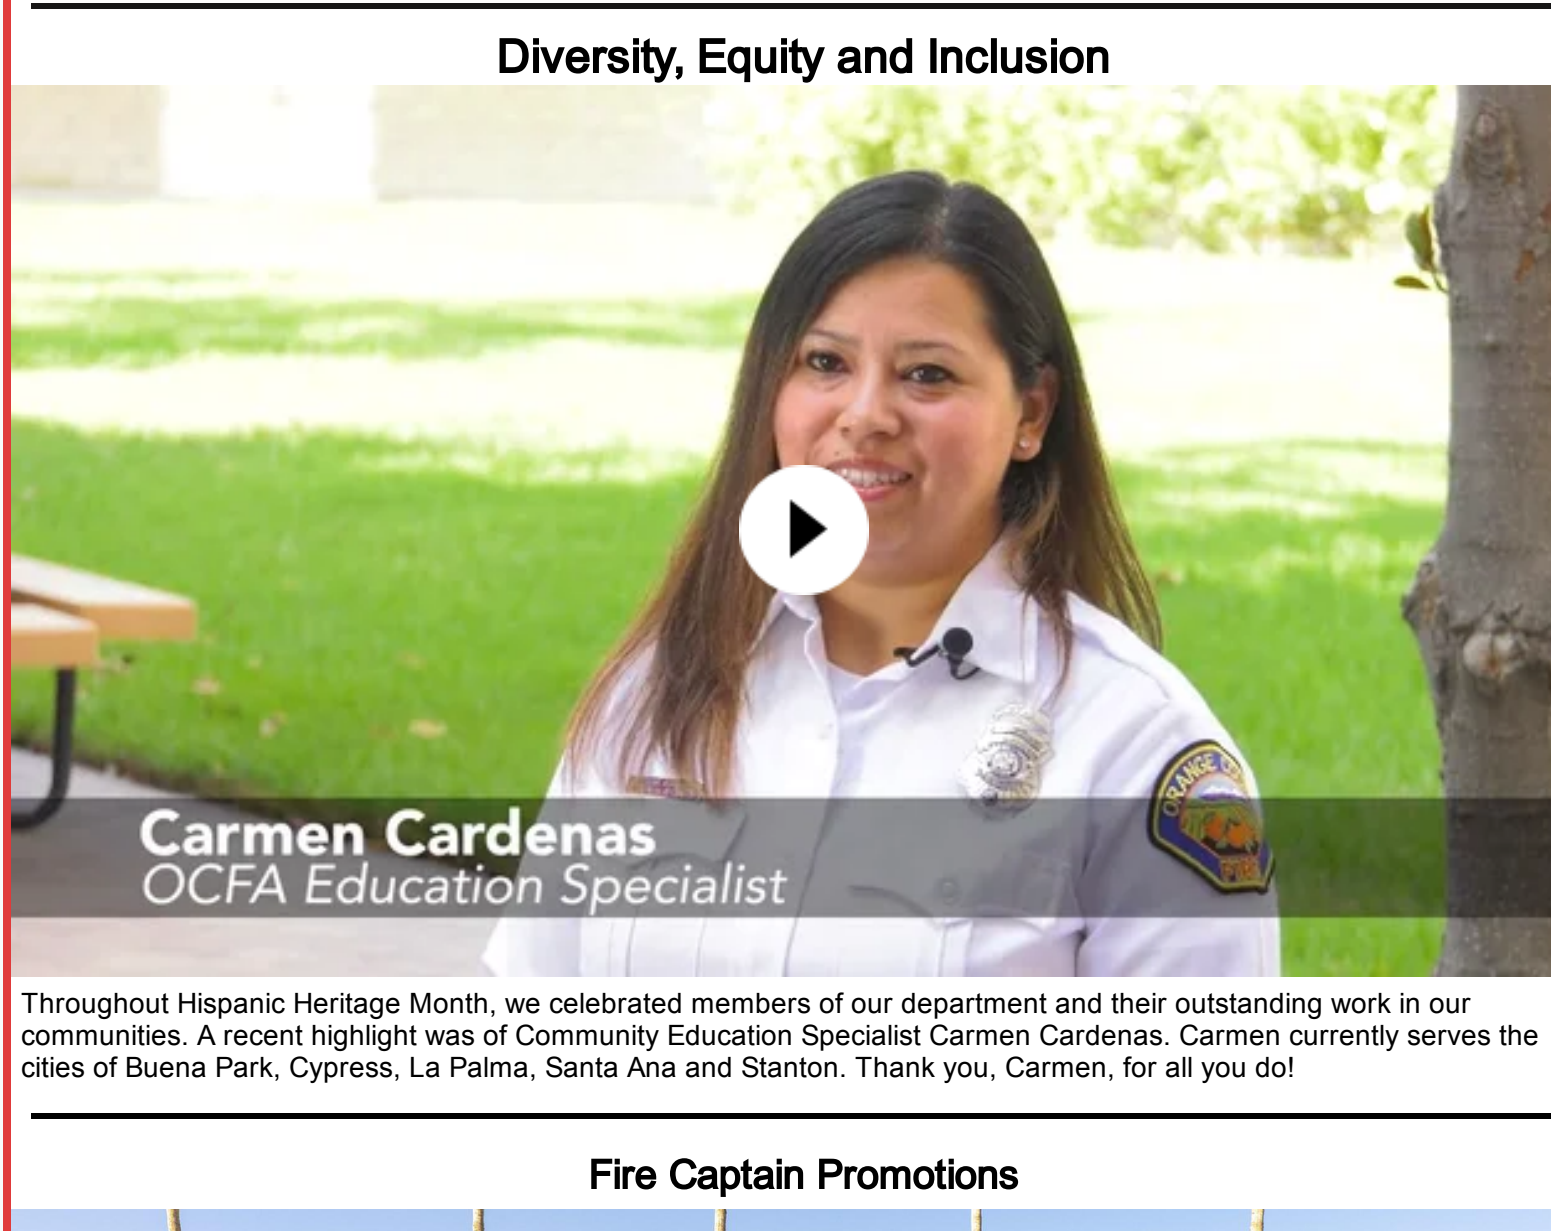 Diversity, Equity and Inclusion
ORANGE
FIRE
Carmen Cardenas
OCFA Education Specialist
Throughout Hispanic Heritage Month, we celebrated members of our department and their outstanding work in our
communities. A recent highlight was of Community Education Specialist Carmen Cardenas. Carmen currently serves the
cities of Buena Park, Cypress, La Palma, Santa Ana and Stanton. Thank you, Carmen, for all you do!
Fire Captain Promotions